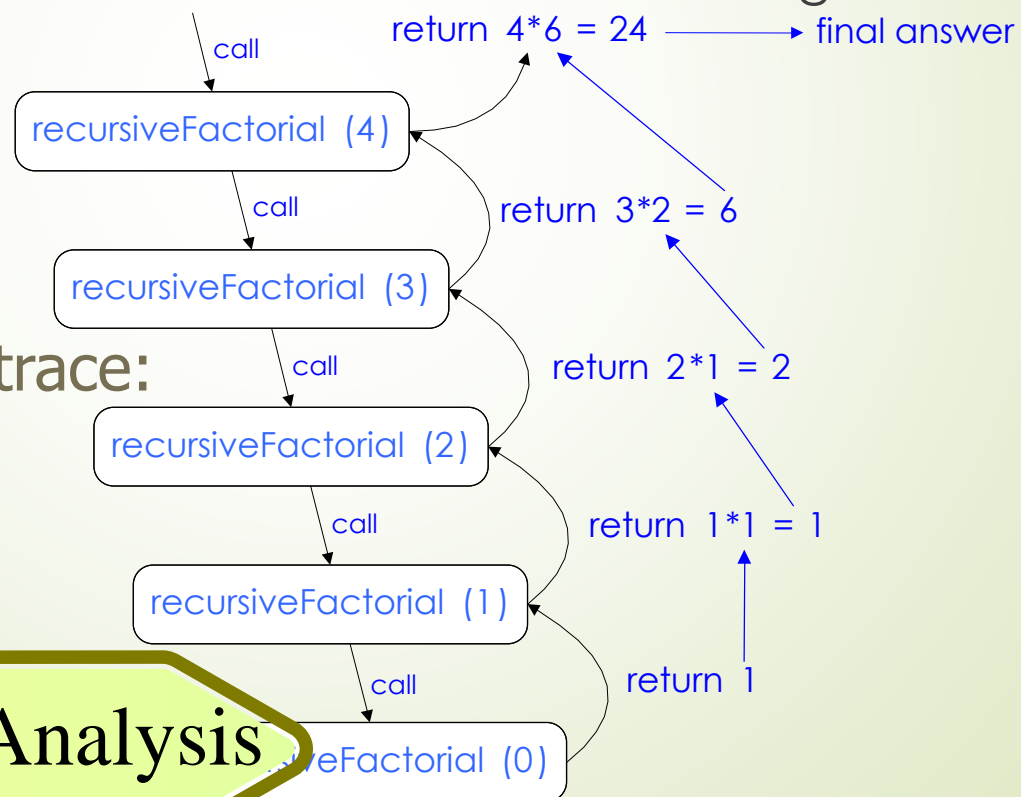 return 4*6 = 24
final answer
call
recursiveFactorial (4)
call
return 3*2 = 6
recursiveFactorial (3)
trace:
call
return 2*1 = 2
recursiveFactorial (2)
call
return 1*1 = 1
recursiveFactorial (1)
call
return 1
Analysis
veFactorial (0)